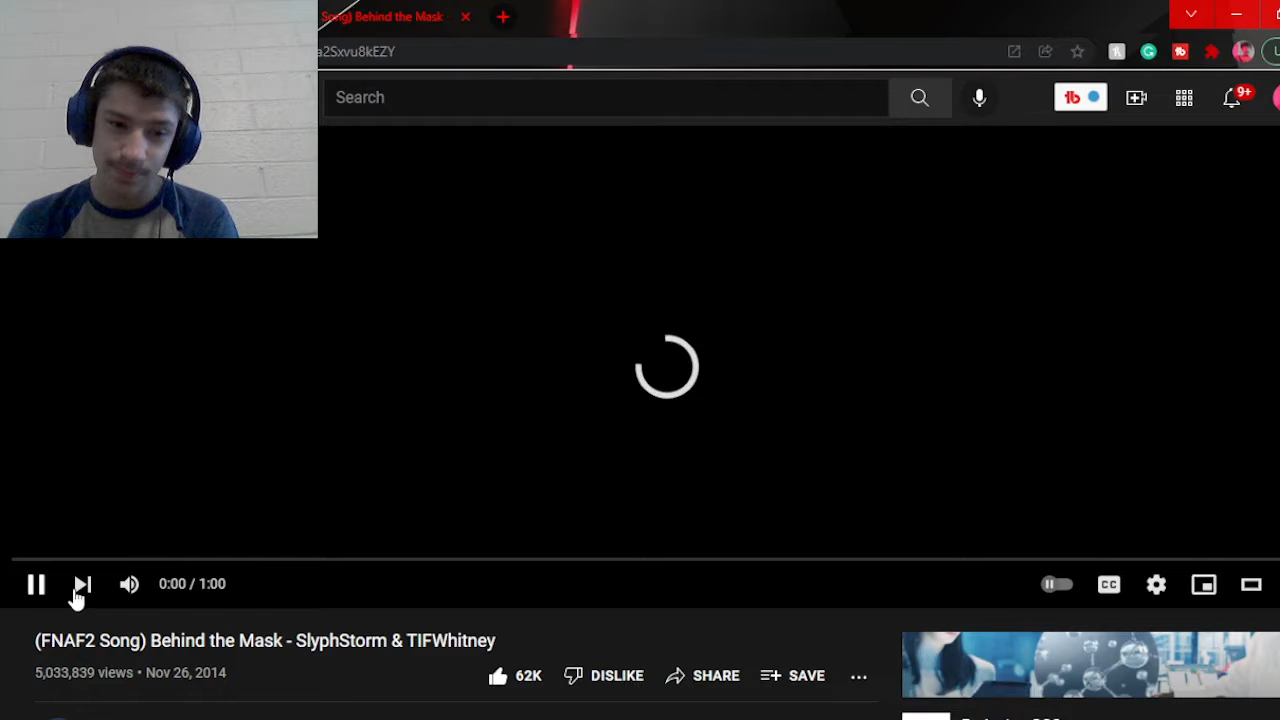 Song) Behind the Mask
a2Sxvu8kEZY
Search
9+
0:00 / 1:00
CC
(FNAF2 Song) Behind the Mask - SlyphStorm & TIFWhitney
5,033,839 views • Nov 26, 2014
62K DISLIKE SHARE SAVE